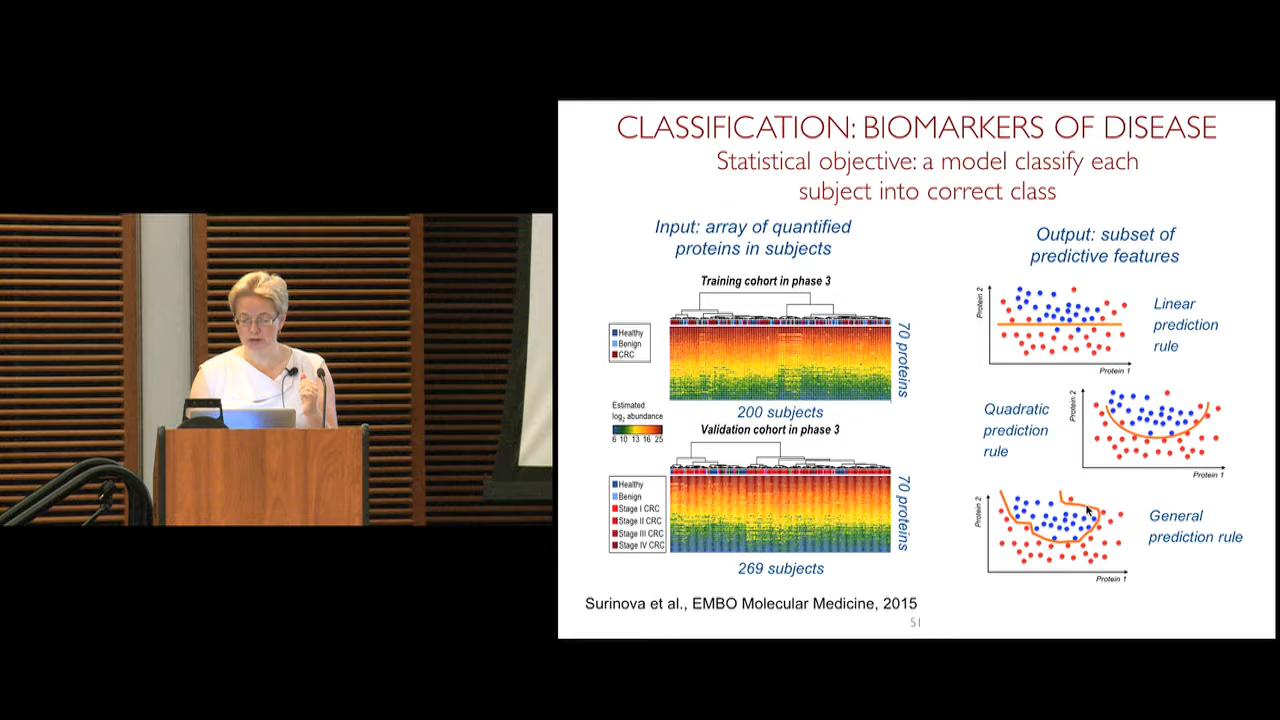 CLASSIFICATION: BIOMARKERS OF DISEASE
Statistical objective: a model classify each
subject into correct class
Input: array of quantified
proteins in subjects
Training cohort in phase 3
Healthy
Benign
CRC
70 proteins
200 subjects
Estimated
log₂ abundance
6 10 13 16 25
Validation cohort in phase 3
Healthy
Benign
Stage I CRC
Stage II CRC
Stage III CRC
Stage IV CRC
70 proteins
269 subjects
Output: subset of
predictive features
Protein 2
Protein 1
Linear
prediction
rule
Quadratic
prediction
rule
Protein 2
Protein 1
Protein 2
Protein 1
General
prediction rule
Surinova et al., EMBO Molecular Medicine, 2015
51